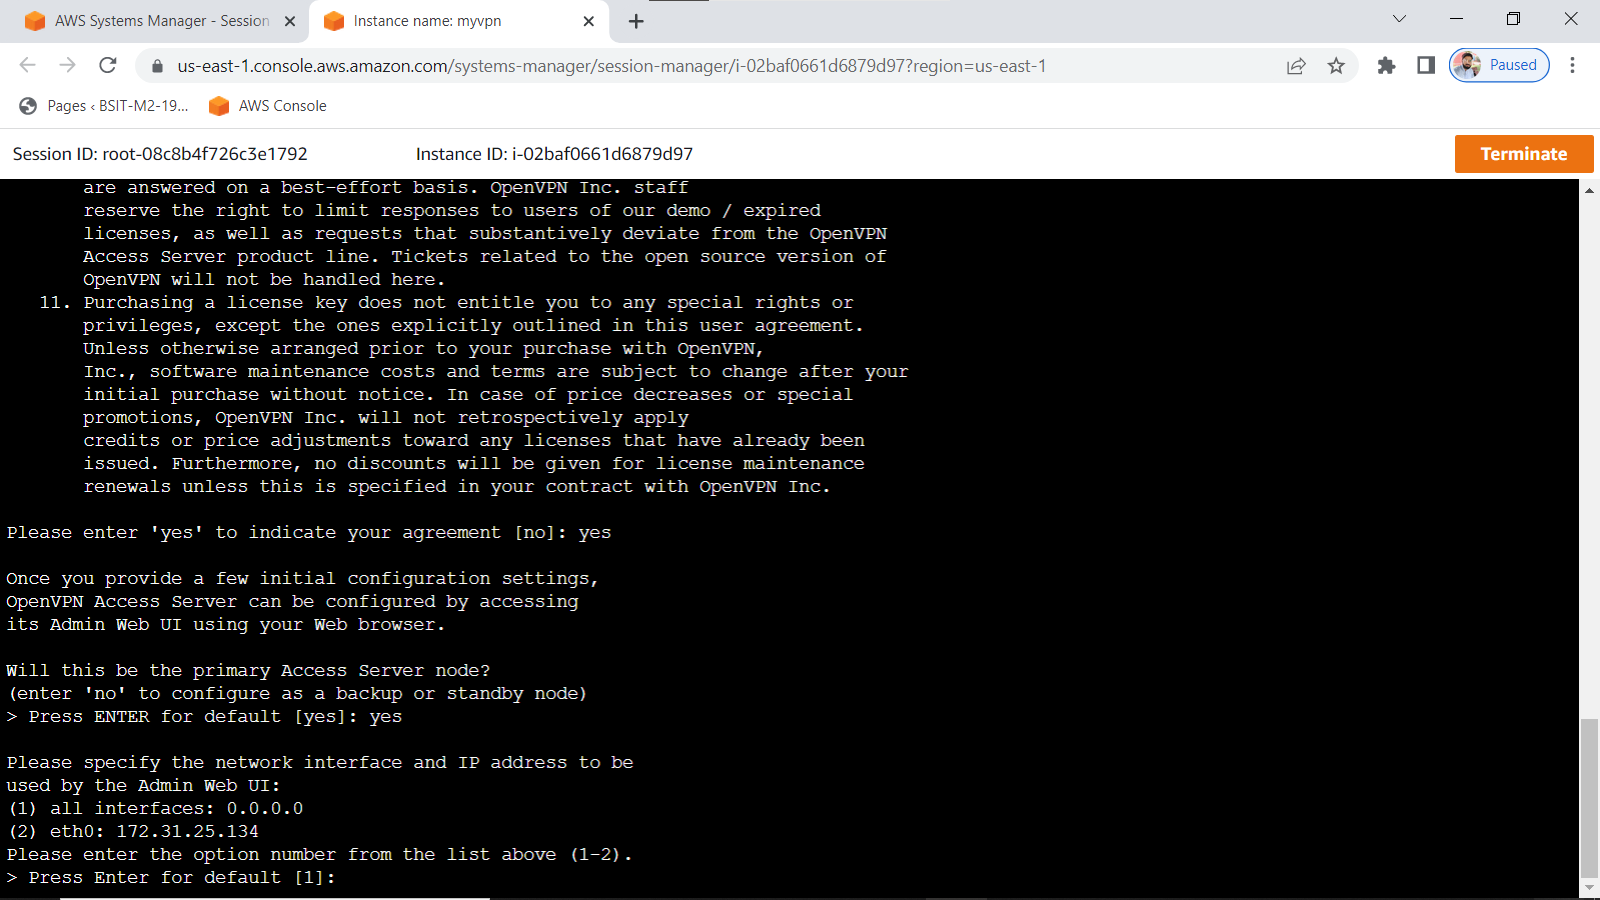 AWS Systems Manager - Session
Instance name: myvpn
us-east-1.console.aws.amazon.com/systems-manager/session-manager/i-02baf0661d6879d97?region=us-east-1
Paused
Pages ‹ BSIT-M2-19...
AWS Console
Session ID: root-08c8b4f726c3e1792
Instance ID: i-02baf0661d6879d97
Terminate
are answered on a best-effort basis. OpenVPN Inc. staff
reserve the right to limit responses to users of our demo / expired
licenses, as well as requests that substantively deviate from the OpenVPN
Access Server product line. Tickets related to the open source version of
OpenVPN will not be handled here.
11. Purchasing a license key does not entitle you to any special rights or
privileges, except the ones explicitly outlined in this user agreement.
Unless otherwise arranged prior to your purchase with OpenVPN,
Inc., software maintenance costs and terms are subject to change after your
initial purchase without notice. In case of price decreases or special
promotions, OpenVPN Inc. will not retrospectively apply
credits or price adjustments toward any licenses that have already been
issued. Furthermore, no discounts will be given for license maintenance
renewals unless this is specified in your contract with OpenVPN Inc.
Please enter 'yes' to indicate your agreement [no]: yes
Once you provide a few initial configuration settings,
OpenVPN Access Server can be configured by accessing
its Admin Web UI using your Web browser.
Will this be the primary Access Server node?
(enter 'no' to configure as a backup or standby node)
> Press ENTER for default [yes]: yes
Please specify the network interface and IP address to be
used by the Admin Web UI:
(1) all interfaces: 0.0.0.0
(2) eth0: 172.31.25.134
Please enter the option number from the list above (1-2).
> Press Enter for default [1]: